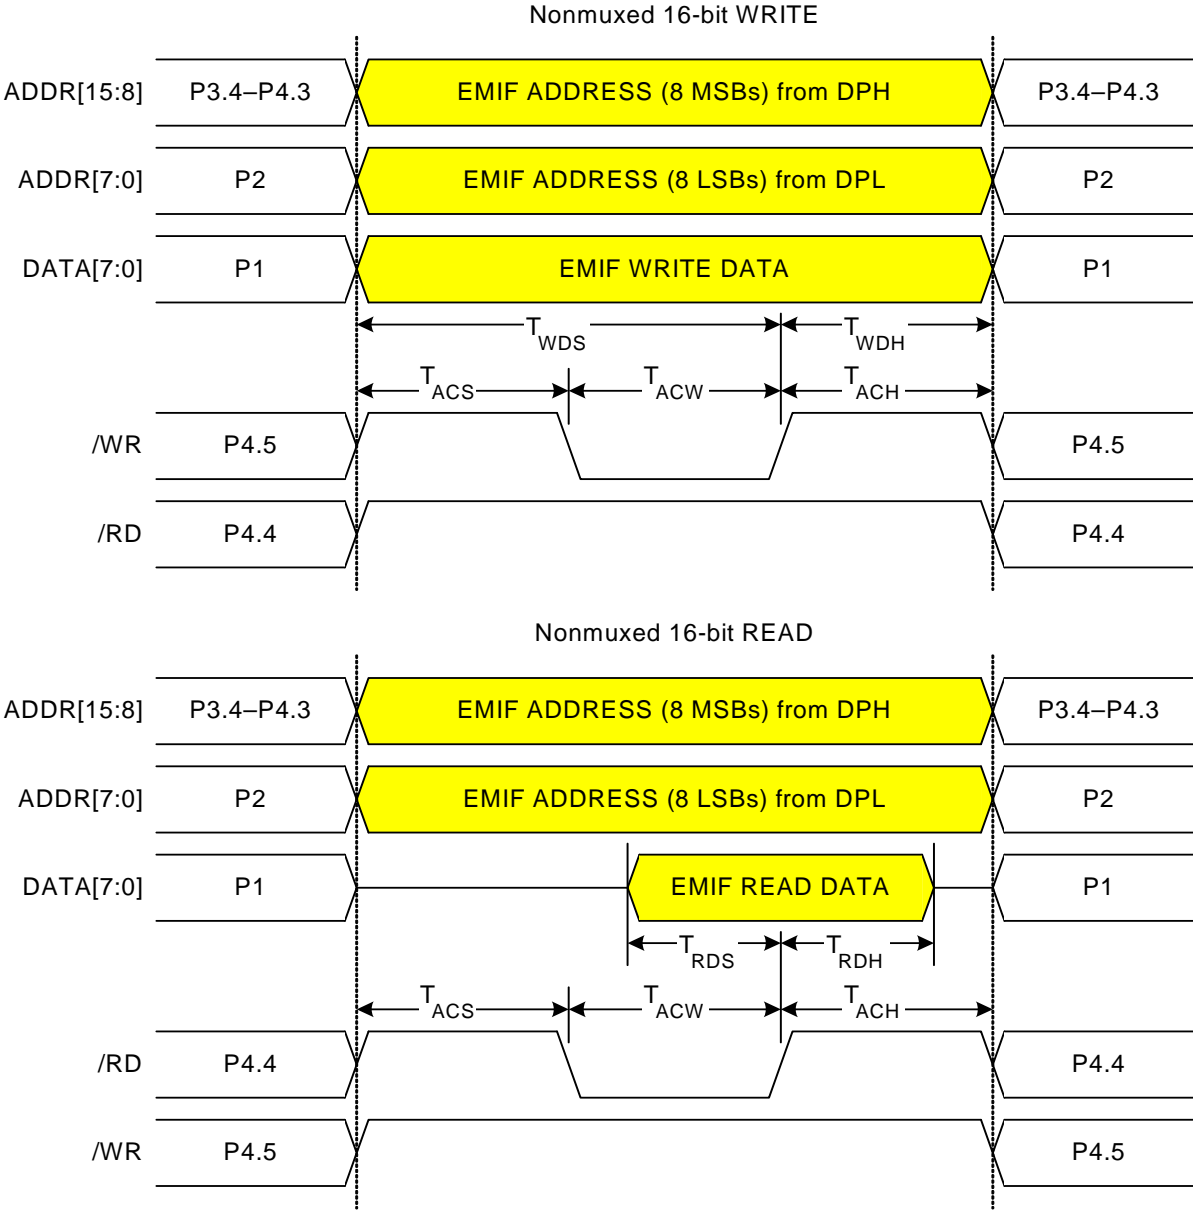 Nonmuxed 16-bit WRITE
ADDR[15:8] P3.4–P4.3 EMIF ADDRESS (8 MSBs) from DPH P3.4–P4.3
ADDR[7:0] P2 EMIF ADDRESS (8 LSBs) from DPL P2
DATA[7:0] P1 EMIF WRITE DATA P1
TWDS TWDH
TACS TACW TACH
/WR P4.5 P4.5
/RD P4.4 P4.4
Nonmuxed 16-bit READ
ADDR[15:8] P3.4–P4.3 EMIF ADDRESS (8 MSBs) from DPH P3.4–P4.3
ADDR[7:0] P2 EMIF ADDRESS (8 LSBs) from DPL P2
DATA[7:0] P1 EMIF READ DATA P1
TRDS TRDH
TACS TACW TACH
/RD P4.4 P4.4
/WR P4.5 P4.5